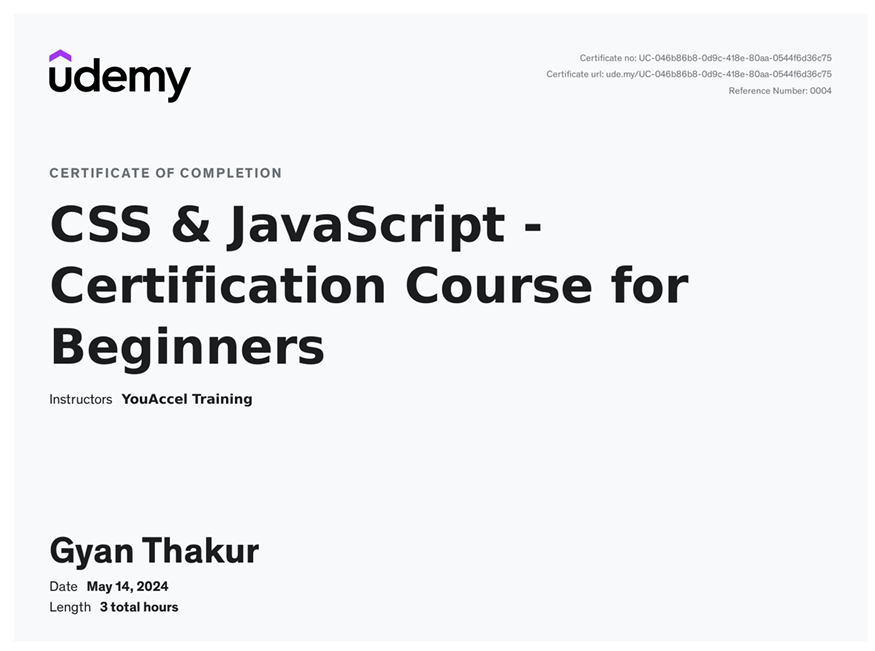 udemy
Certificate no: UC-046b86b8-0d9c-418e-80aa-0544f6d36c75
Certificate url: ude.my/UC-046b86b8-0d9c-418e-80aa-0544f6d36c75
Reference Number: 0004
CERTIFICATE OF COMPLETION
CSS & JavaScript -
Certification Course for
Beginners
Instructors YouAccel Training
Gyan Thakur
Date May 14, 2024
Length 3 total hours